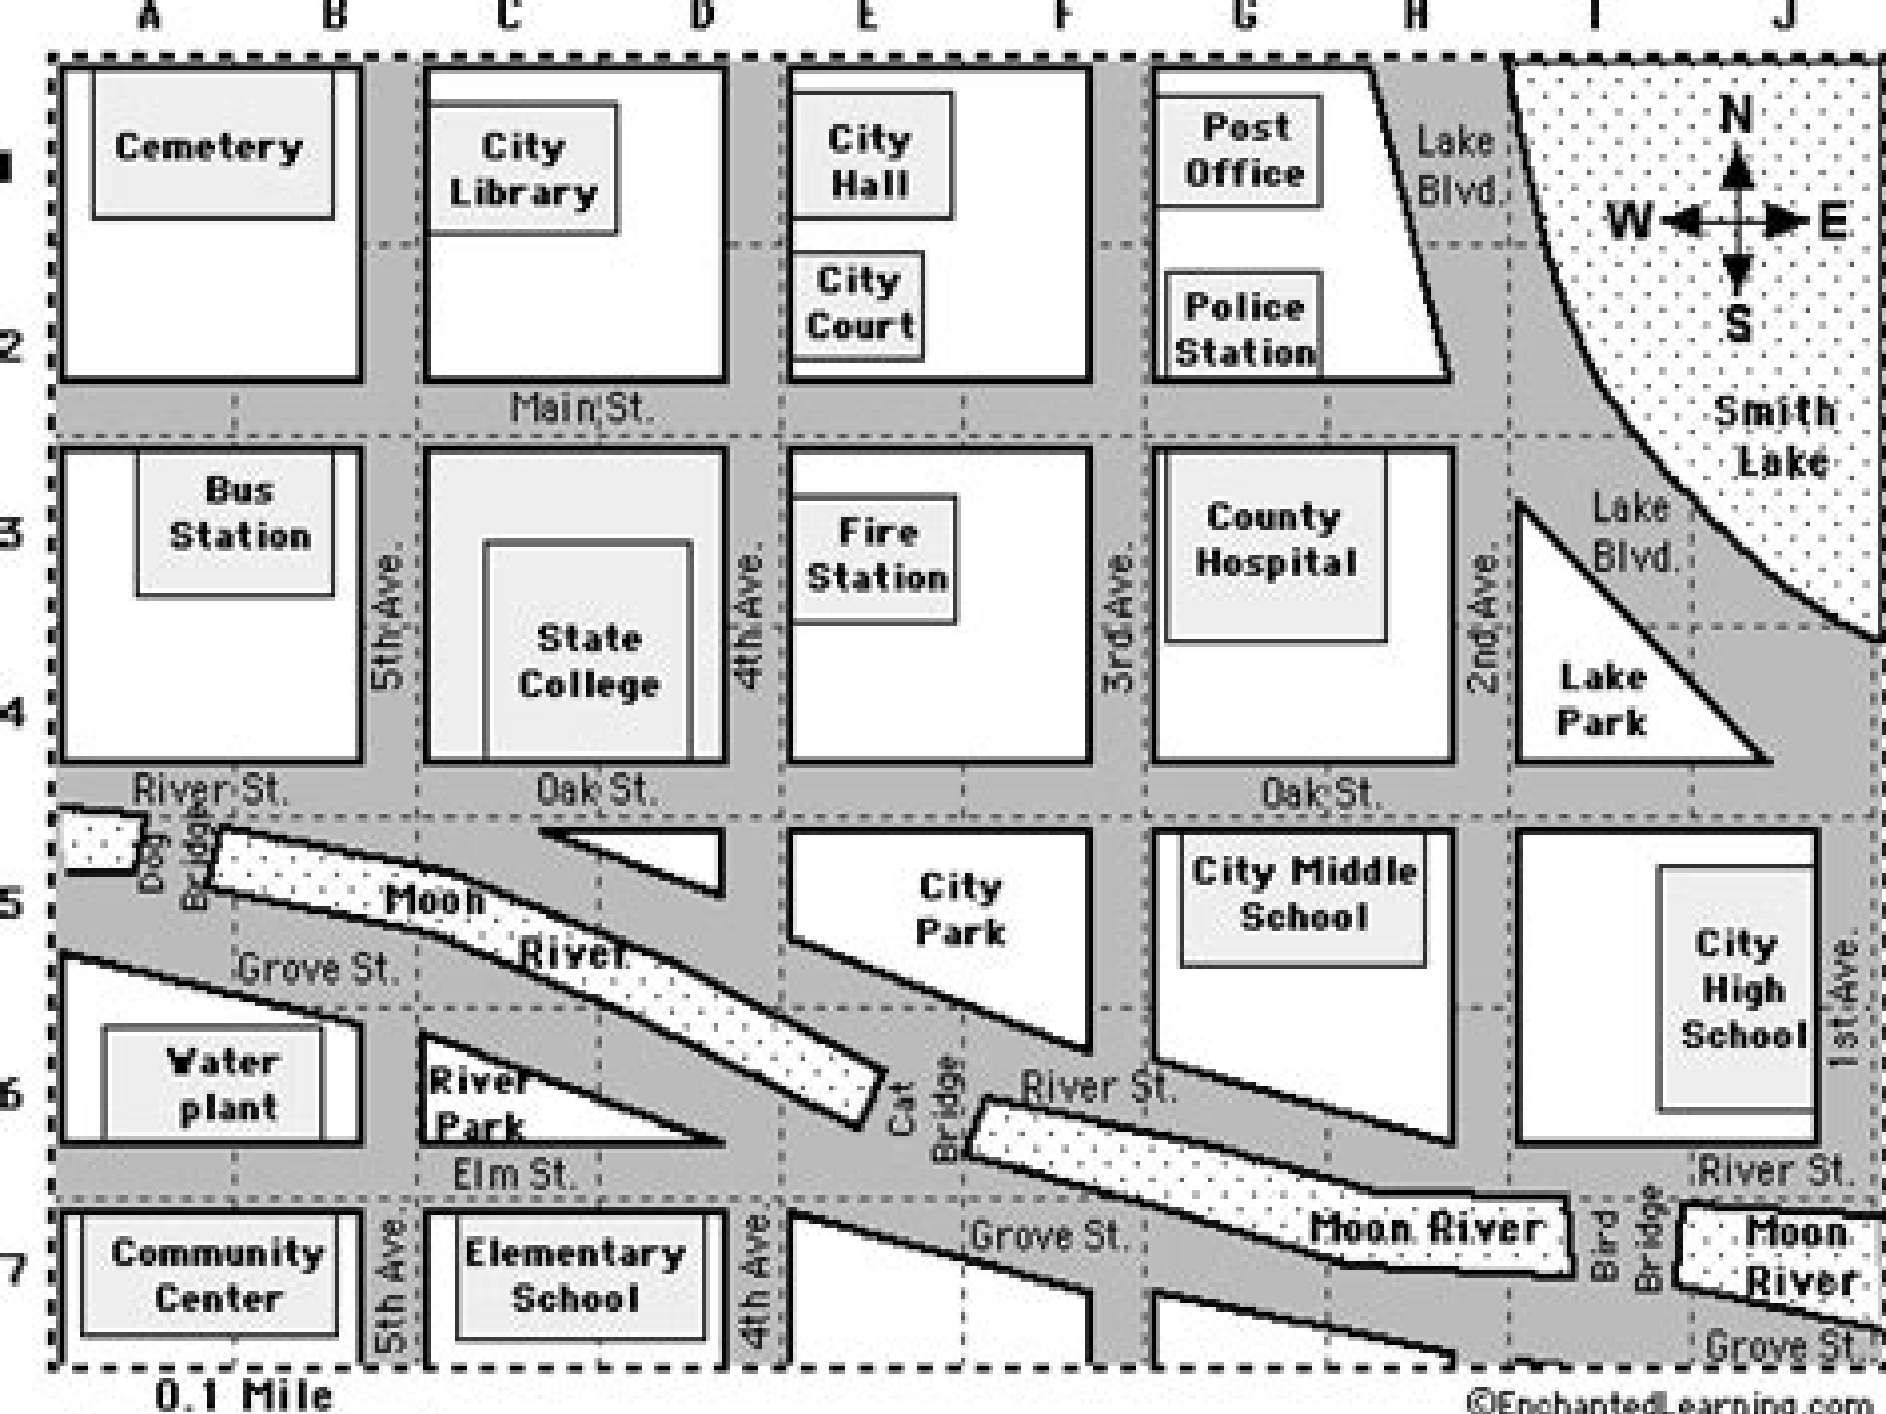 A B C D E F G H I J
1
Cemetery
City
Library
City
Hall
Post
Office
Lake
Blvd.
N
W E
S
City
Court
Police
Station
2
Main St.
Smith
Lake
3
Bus
Station
5th Ave.
State
College
4th Ave.
Fire
Station
3rd Ave.
County
Hospital
2nd Ave.
Lake
Blvd.
4
Lake
Park
River St.
Oak St.
Oak St.
5
Dog
Bridge
Moon
River
City
Park
City Middle
School
City
High
School
1st Ave.
Grove St.
6
Water
plant
River
Park
Cat
Bridge
River St.
Elm St.
River St.
7
Community
Center
5th Ave.
Elementary
School
4th Ave.
Grove St.
Moon River
Bird
Bridge
Moon
River
Grove St.
0.1 Mile
©EnchantedLearning.com